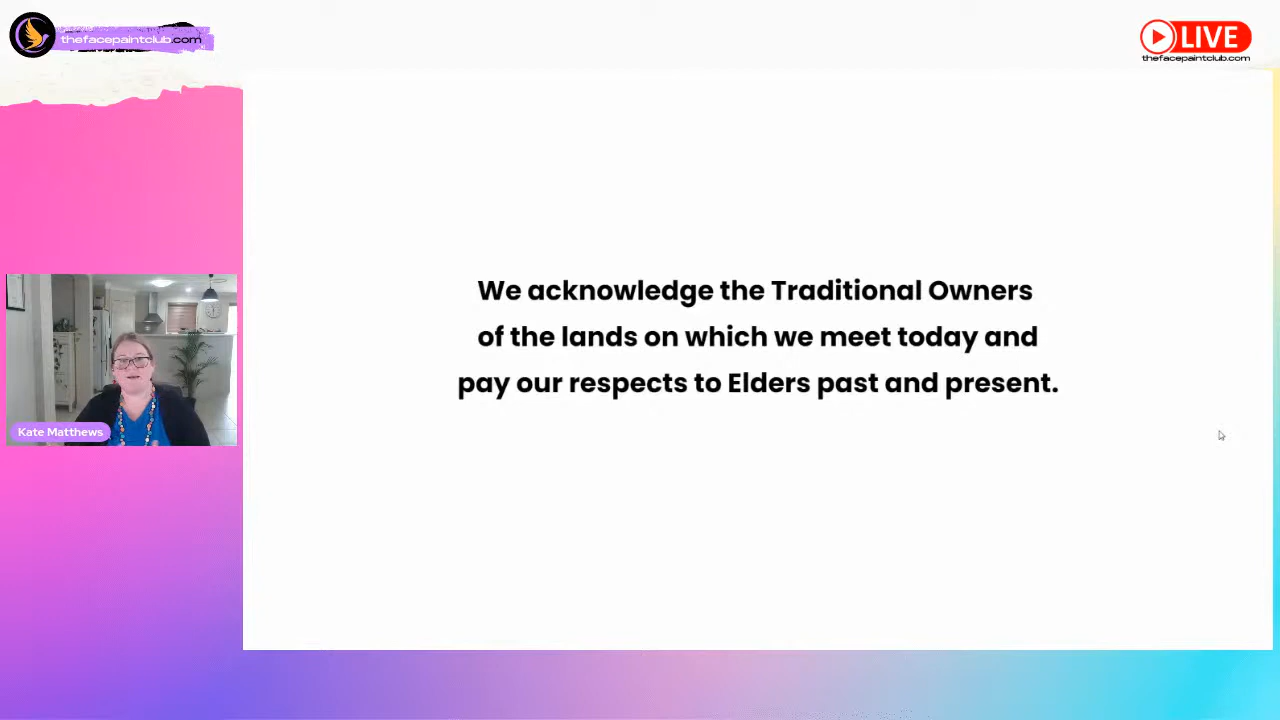 thefacepaintclub.com
LIVE
thefacepaintclub.com
We acknowledge the Traditional Owners
of the lands on which we meet today and
pay our respects to Elders past and present.
Kate Matthews